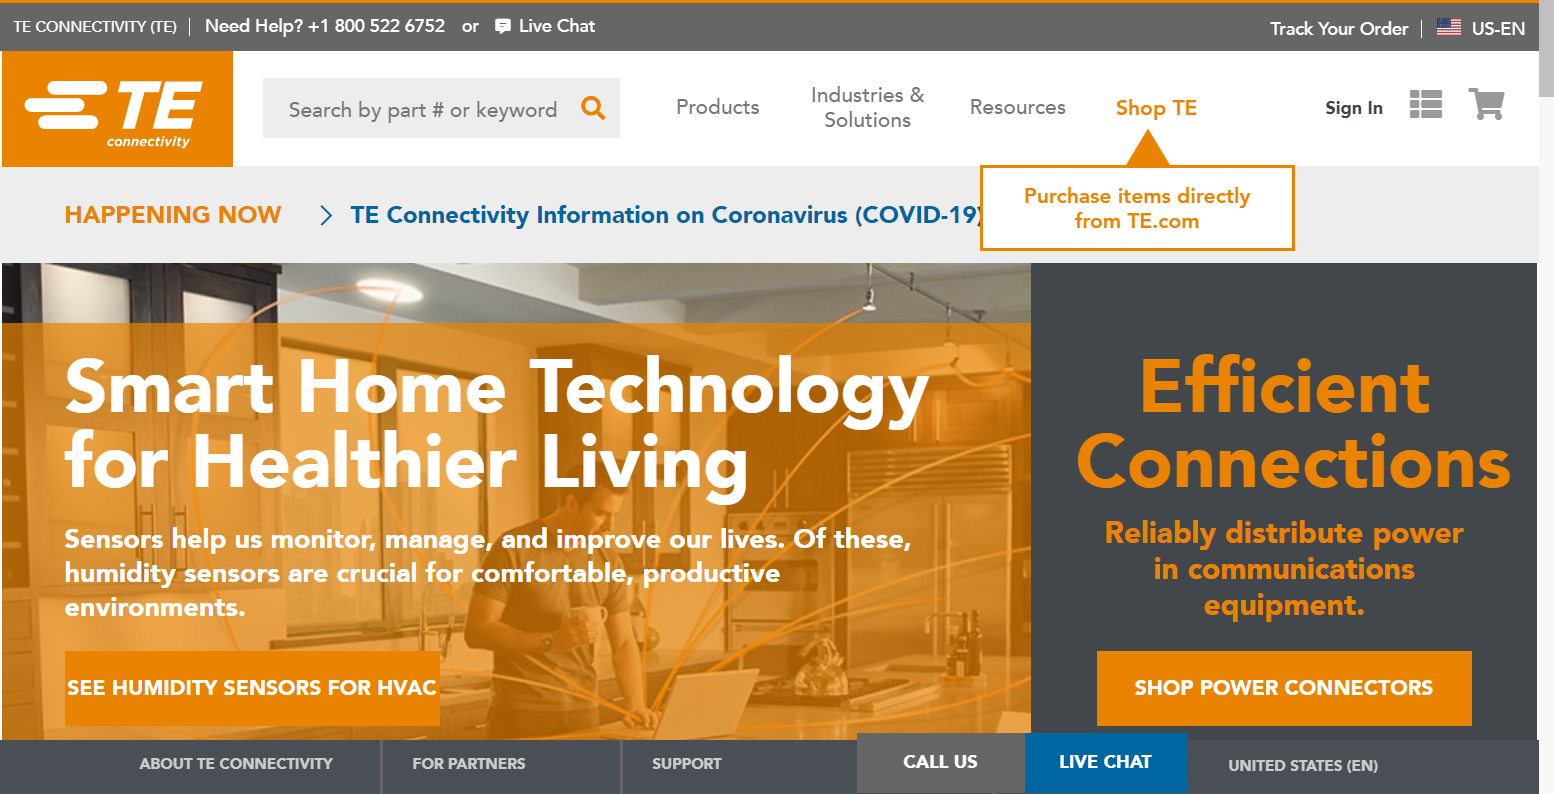 TE CONNECTIVITY (TE)
Need Help? +1 800 522 6752 or Live Chat
Track Your Order
US-EN
TE
connectivity
Search by part # or keyword
Products
Industries &
Solutions
Resources
Shop TE
Sign In
Purchase items directly
from TE.com
HAPPENING NOW
TE Connectivity Information on Coronavirus (COVID-19)
Smart Home Technology
for Healthier Living
Sensors help us monitor, manage, and improve our lives. Of these,
humidity sensors are crucial for comfortable, productive
environments.
SEE HUMIDITY SENSORS FOR HVAC
Efficient
Connections
Reliably distribute power
in communications
equipment.
SHOP POWER CONNECTORS
ABOUT TE CONNECTIVITY
FOR PARTNERS
SUPPORT
CALL US
LIVE CHAT
UNITED STATES (EN)